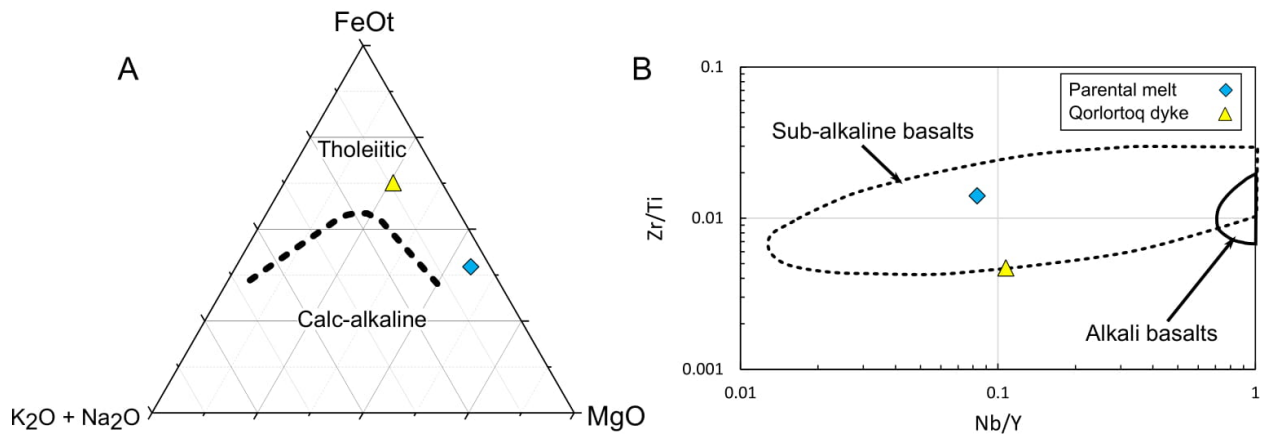 A
FeOt
Tholeiitic
Calc-alkaline
K2O + Na2O
MgO
B
0.1
0.01
0.001
Zr/Ti
Parental melt
Qorlortoq dyke
Sub-alkaline basalts
Alkali basalts
0.01
0.1
1
Nb/Y